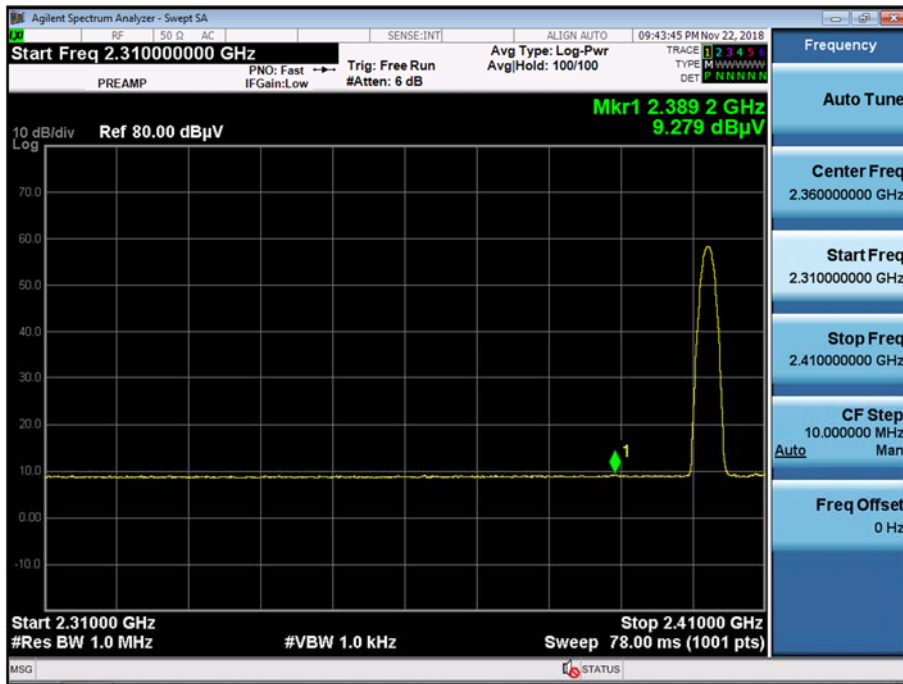 Agilent Spectrum Analyzer - Swept SA
LXI RF 50 Ω AC SENSE:INT ALIGN AUTO 09:43:45 PM Nov 22, 2018
Start Freq 2.310000000 GHz
PREAMP
PNO: Fast
IFGain:Low
Trig: Free Run
#Atten: 6 dB
Avg Type: Log-Pwr
Avg|Hold: 100/100
TRACE 1 2 3 4 5 6
TYPE M W W W W W
DET P N N N N N
Mkr1 2.389 2 GHz
9.279 dBµV
10 dB/div Ref 80.00 dBµV
Log
70.0
60.0
50.0
40.0
30.0
20.0
10.0
0.00
-10.0
1
Start 2.31000 GHz Stop 2.41000 GHz
#Res BW 1.0 MHz #VBW 1.0 kHz Sweep 78.00 ms (1001 pts)
MSG STATUS
Frequency
Auto Tune
Center Freq
2.360000000 GHz
Start Freq
2.310000000 GHz
Stop Freq
2.410000000 GHz
CF Step
10.000000 MHz
Auto Man
Freq Offset
0 Hz